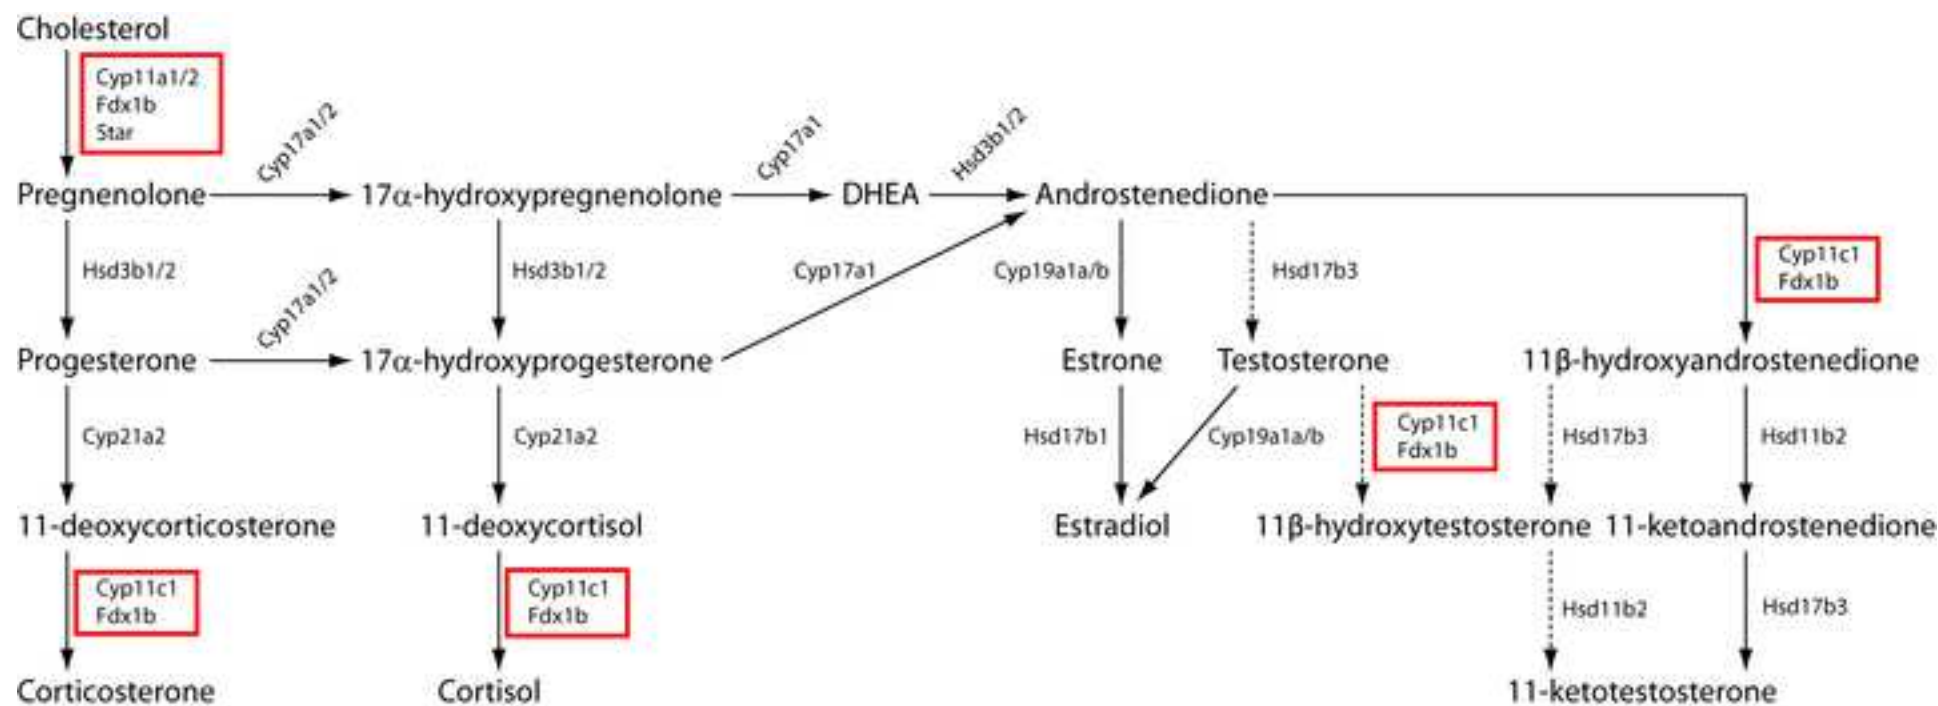 Cholesterol
Cyp11a1/2
Fdx1b
Star
Cyp17a1/2
Cyp17a1
Hsd3b1/2
Pregnenolone
17α-hydroxypregnenolone
DHEA
Androstenedione
Hsd3b1/2
Cyp17a1/2
Hsd3b1/2
Cyp17a1
Cyp19a1a/b
Hsd17b3
Cyp11c1
Fdx1b
Progesterone
17α-hydroxyprogesterone
Estrone
Testosterone
11β-hydroxyandrostenedione
Cyp21a2
Cyp21a2
Hsd17b1
Cyp19a1a/b
Cyp11c1
Fdx1b
Hsd17b3
Hsd11b2
11-deoxycorticosterone
11-deoxycortisol
Estradiol
11β-hydroxytestosterone
11-ketoandrostenedione
Cyp11c1
Fdx1b
Cyp11c1
Fdx1b
Hsd11b2
Hsd17b3
Corticosterone
Cortisol
11-ketotestosterone